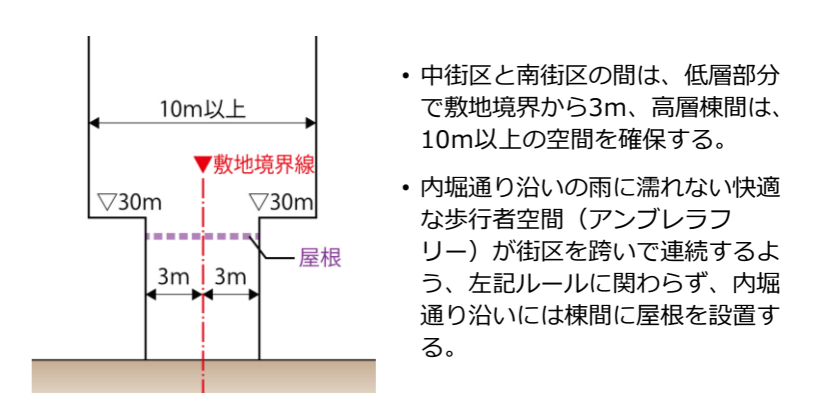 10m以上
▼敷地境界線
▽30m
▽30m
屋根
3m
3m
• 中街区と南街区の間は、低層部分
で敷地境界から3m、高層棟間は、
10m以上の空間を確保する。
• 内堀通り沿いの雨に濡れない快適
な歩行者空間（アンブレラフ
リー）が街区を跨いで連続するよ
う、左記ルールに関わらず、内堀
通り沿いには棟間に屋根を設置す
る。